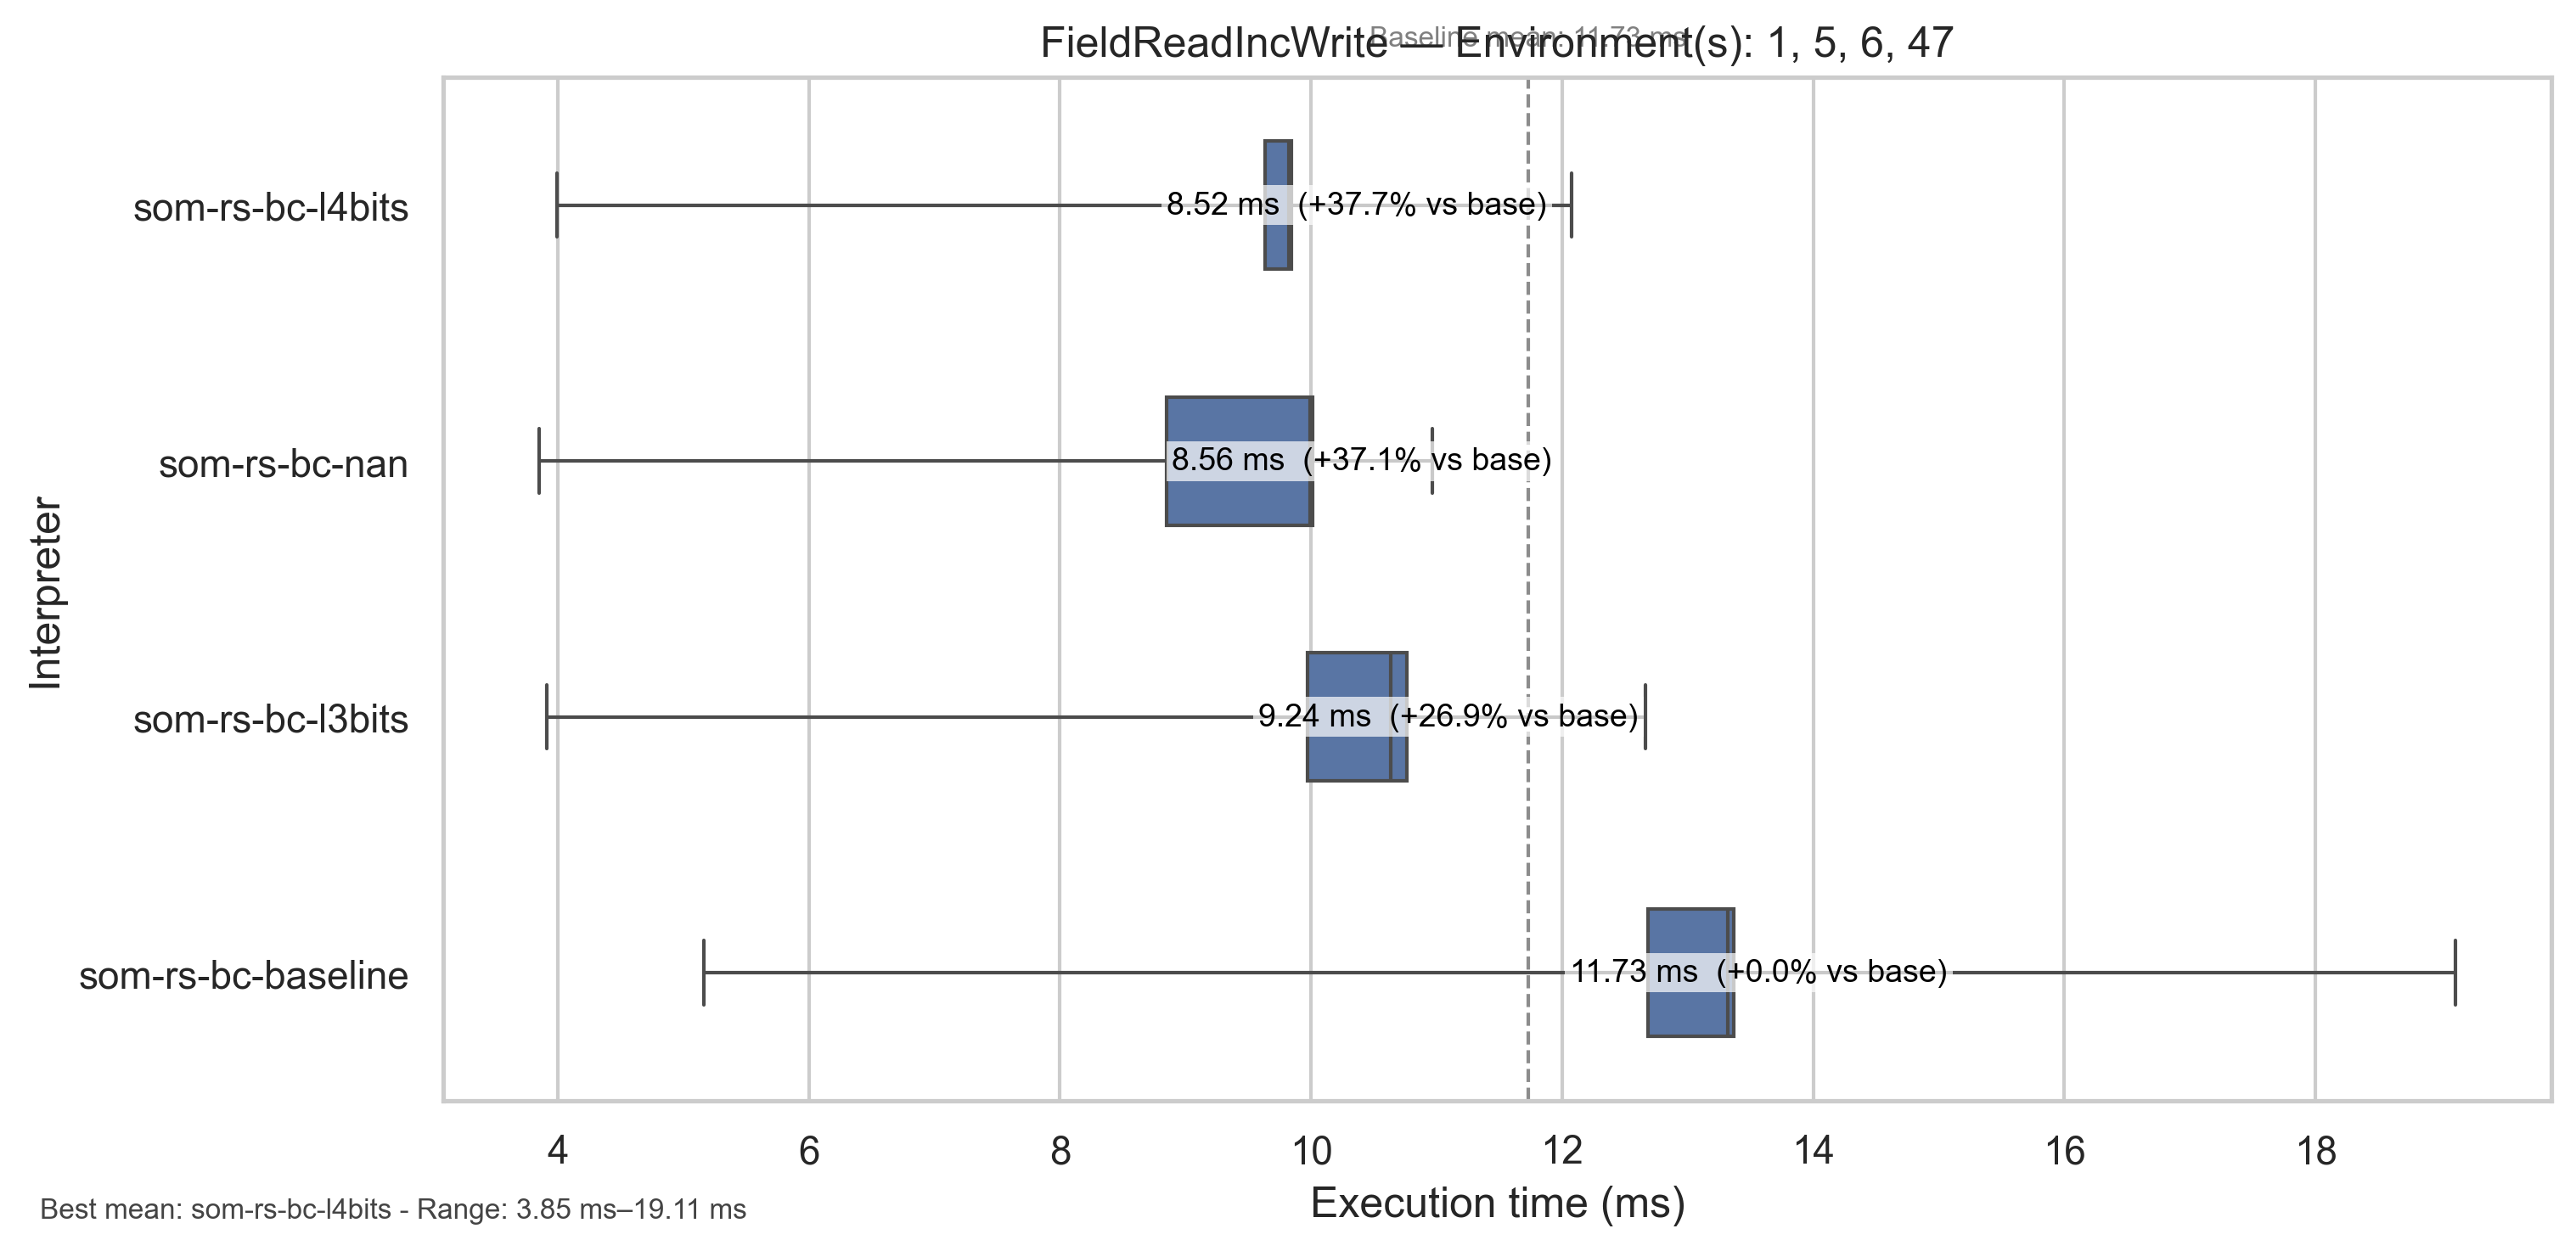 Baseline mean: 11.73 ms
FieldReadIncWrite — Environment(s): 1, 5, 6, 47
Interpreter
som-rs-bc-l4bits
8.52 ms (+37.7% vs base)
som-rs-bc-nan
8.56 ms (+37.1% vs base)
som-rs-bc-l3bits
9.24 ms (+26.9% vs base)
som-rs-bc-baseline
11.73 ms (+0.0% vs base)
4 6 8 10 12 14 16 18
Execution time (ms)
Best mean: som-rs-bc-l4bits - Range: 3.85 ms–19.11 ms